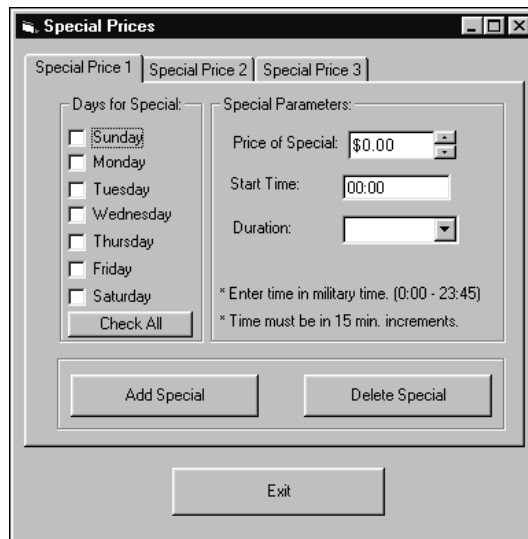 Special Prices
Special Price 1 Special Price 2 Special Price 3
Days for Special:
Sunday
Monday
Tuesday
Wednesday
Thursday
Friday
Saturday
Check All
Special Parameters:
Price of Special: $0.00
Start Time: 00:00
Duration:
* Enter time in military time. (0:00 - 23:45)
* Time must be in 15 min. increments.
Add Special Delete Special
Exit